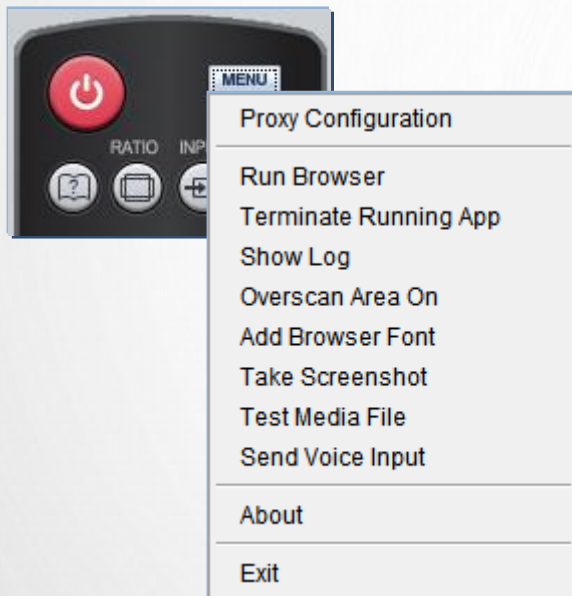 MENU
RATIO INP
?
Proxy Configuration
Run Browser
Terminate Running App
Show Log
Overscan Area On
Add Browser Font
Take Screenshot
Test Media File
Send Voice Input
About
Exit